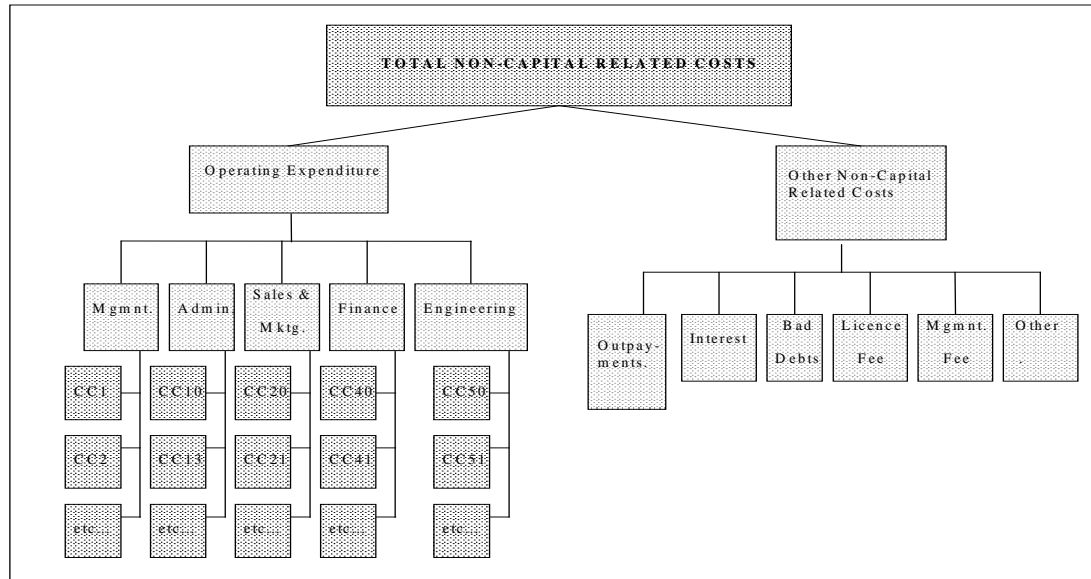 TOTAL NON-CAPITAL RELATED COSTS
Operating Expenditure
Other Non-Capital
Related Costs
Mgmnt.
Admin.
Sales &
Mktg.
Finance
Engineering
CC1
CC10
CC20
CC40
CC50
CC2
CC13
CC21
CC41
CC51
etc...
etc...
etc...
etc...
etc...
Outpay-
ments.
Interest
Bad
Debts
Licence
Fee
Mgmnt.
Fee
Other
.